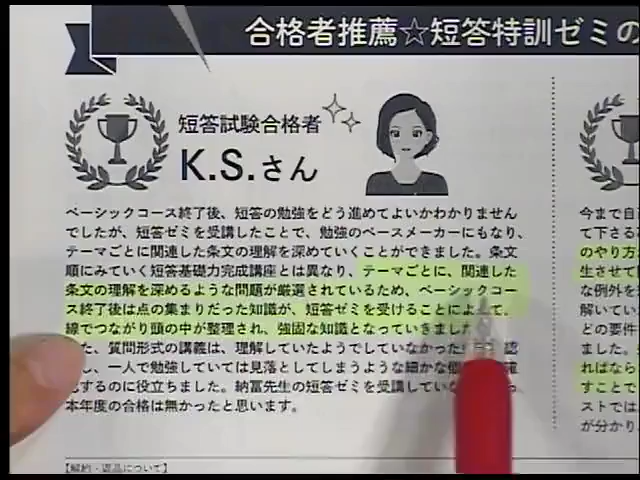 合格者推薦☆短答特訓ゼミの
短答試験合格者
K.S.さん
ベーシックコース終了後、短答の勉強をどう進めてよいかわかりません
でしたが、短答ゼミを受講したことで、勉強のペースメーカーにもなり、
テーマごとに関連した条文の理解を深めていくことができました。条文
順にみていく短答基礎力完成講座とは異なり、テーマごとに、関連した
条文の理解を深めるような問題が厳選されているため、ベーシックコー
ス終了後は点の集まりだった知識が、短答ゼミを受けることによって、
線でつながり頭の中が整理され、強固な知識となっていきました
た、質問形式の講義は、理解していたようでしていなかった 認
し、一人で勉強していては見落としてしまうような細かな 確
するのに役立ちました。納冨先生の短答ゼミを受講していな
本年度の合格は無かったと思います。
【解約・返品について】
今まで自
て下さる
のやり方
生させて
な例外を
解いてい
どの要件
ました。
ればなら
すことで
ストでは
が分かり